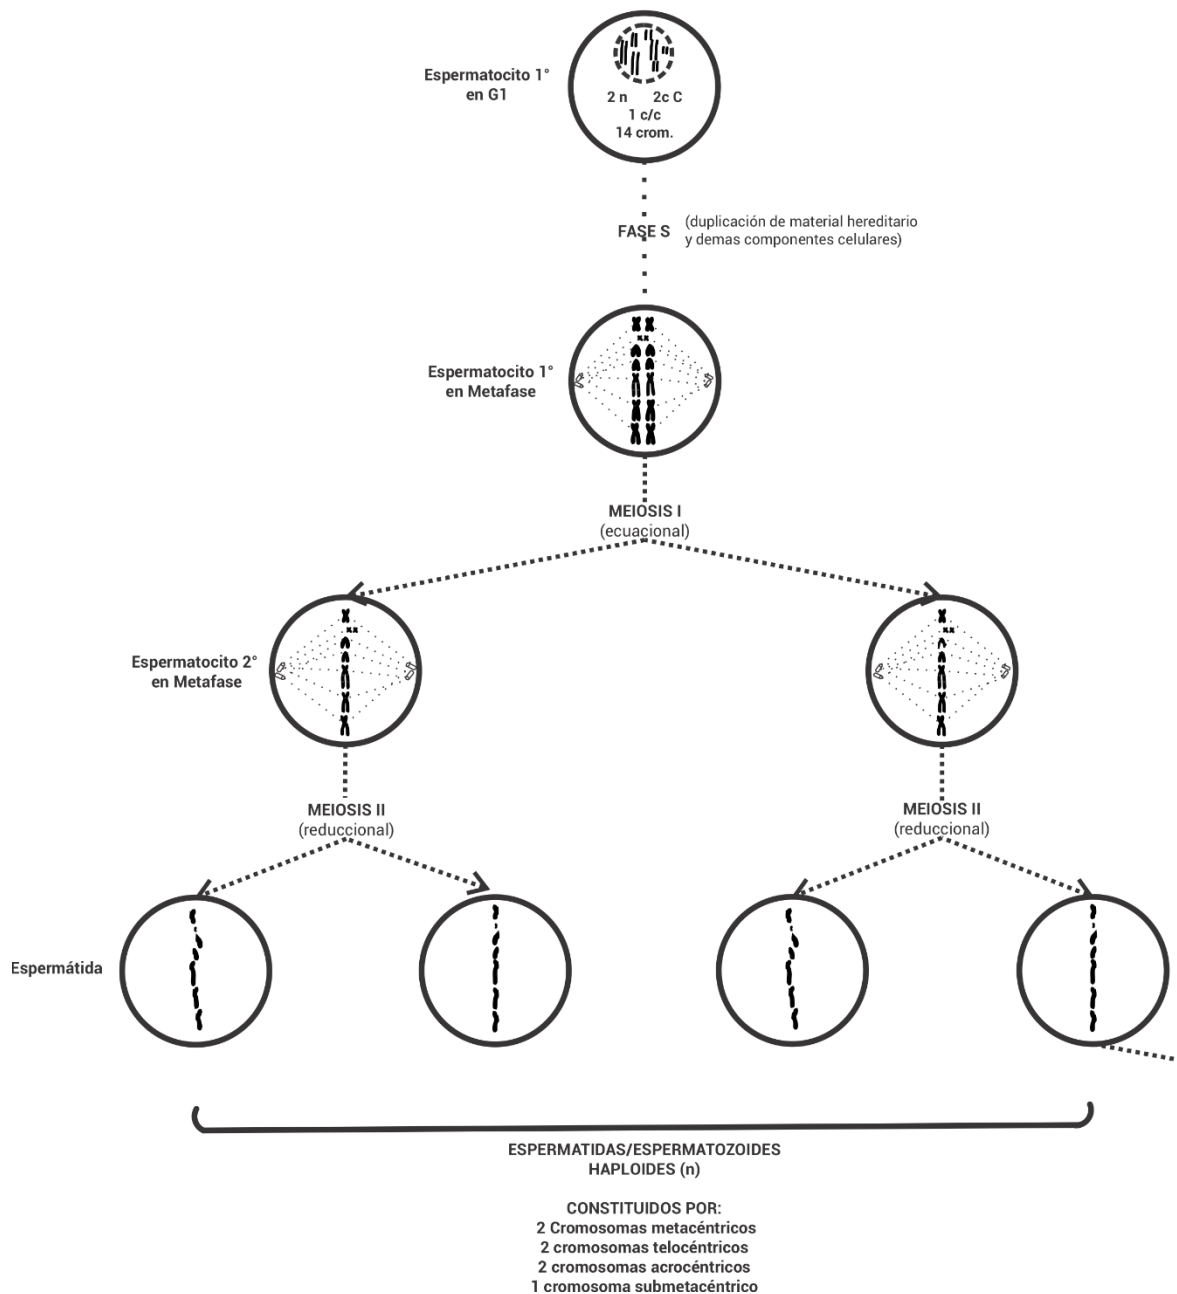 Espermatocito 1°
en G1
2 n 2c C
1 c/c
14 crom.
FASE S
(duplicación de material hereditario
y demas componentes celulares)
Espermatocito 1°
en Metafase
MEIOSIS I
(ecuacional)
Espermatocito 2°
en Metafase
MEIOSIS II
(reduccional)
MEIOSIS II
(reduccional)
Espermátida
ESPERMATIDAS/ESPERMATOZOIDES
HAPLOIDES (n)
CONSTITUIDOS POR:
2 Cromosomas metacéntricos
2 cromosomas telocéntricos
2 cromosomas acrocéntricos
1 cromosoma submetacéntrico